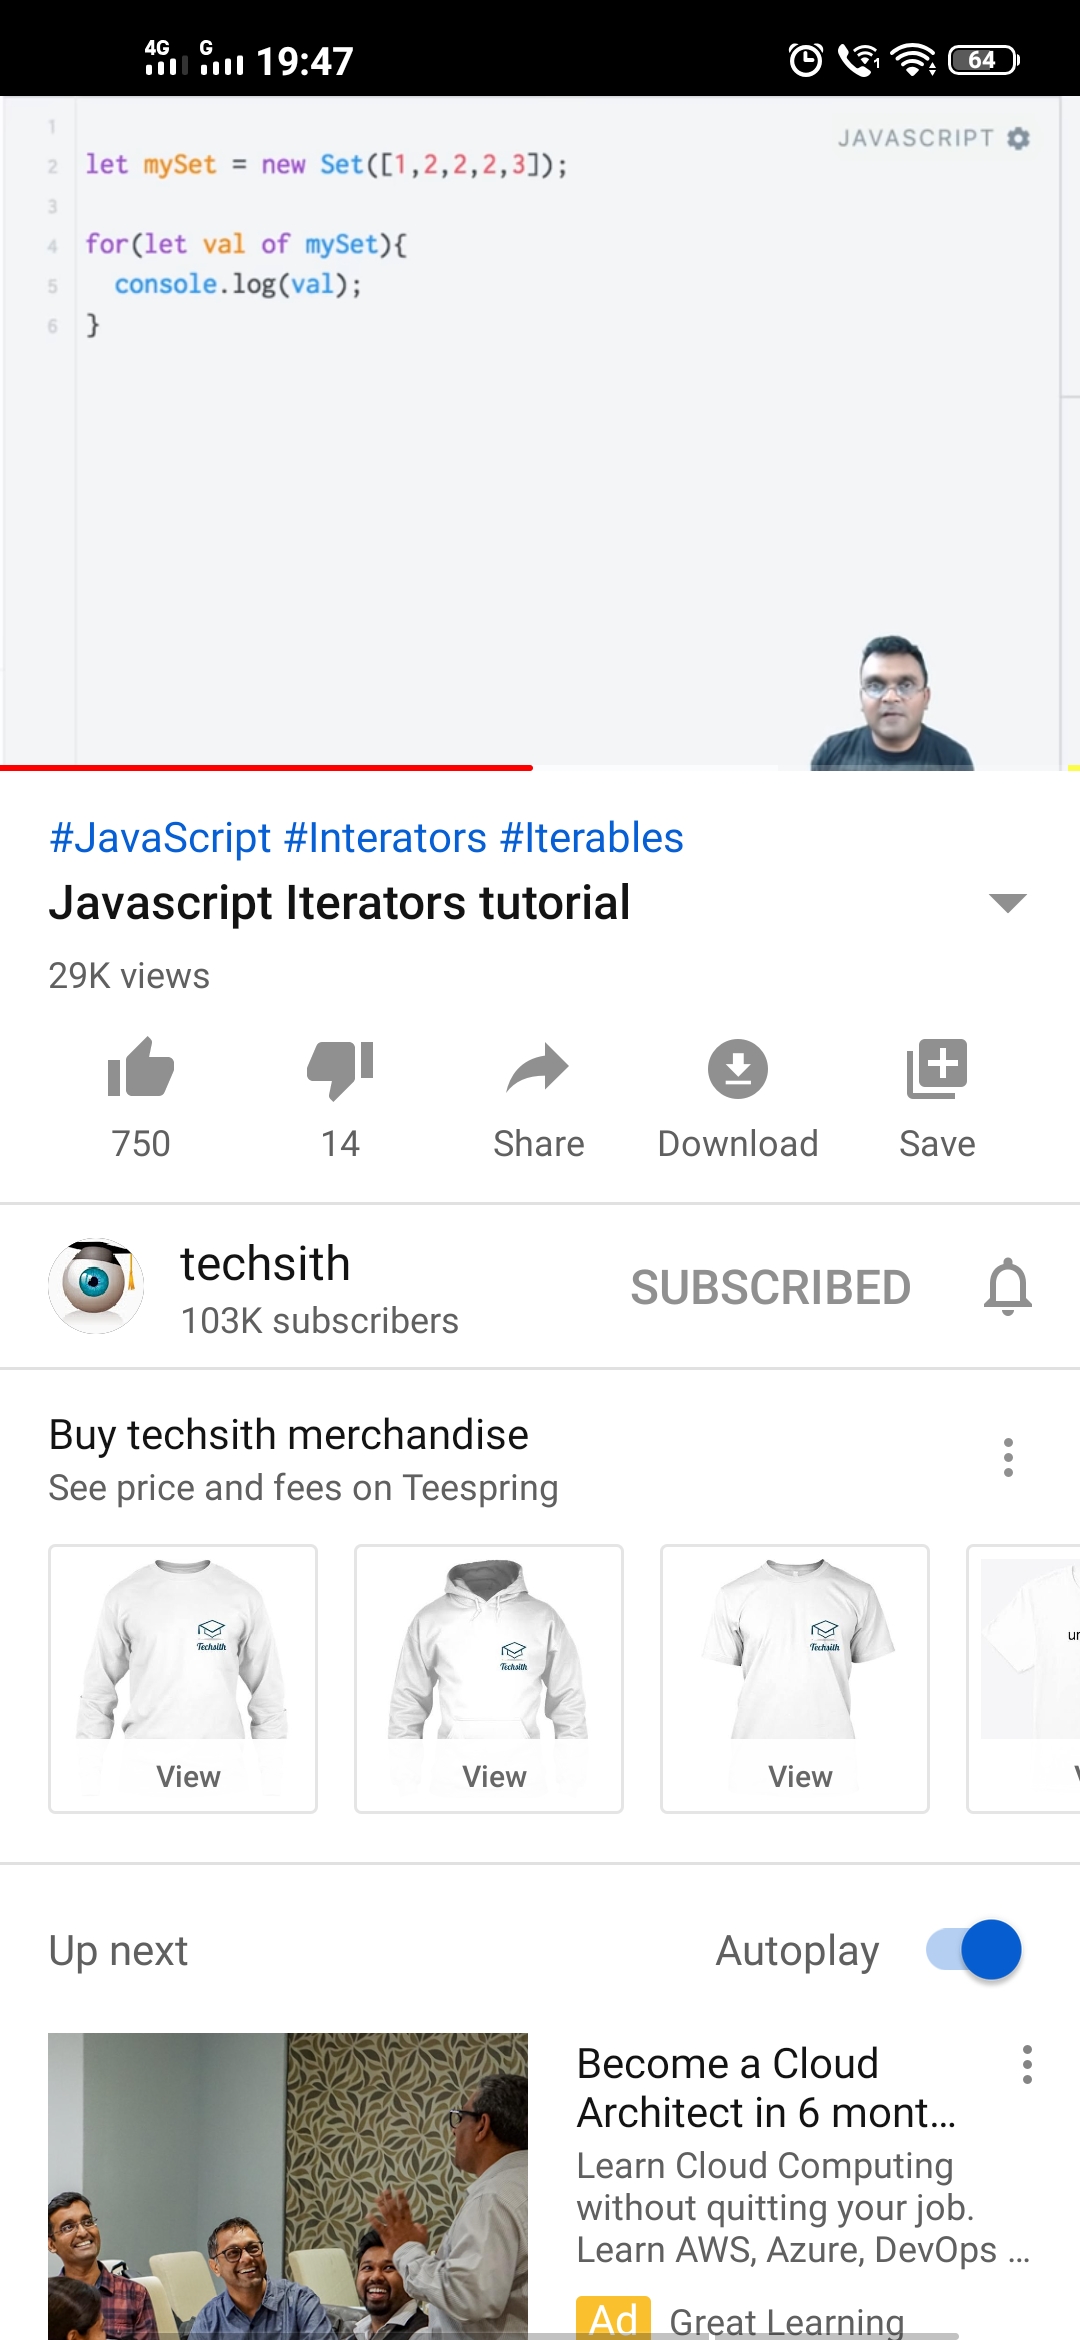 4G G 19:47 1 64
JAVASCRIPT
1
2 let mySet = new Set([1,2,2,2,3]);
3
4 for(let val of mySet){
5 console.log(val);
6 }
#JavaScript #Interators #Iterables
Javascript Iterators tutorial
29K views
750 14 Share Download Save
techsith
103K subscribers
SUBSCRIBED
Buy techsith merchandise
See price and fees on Teespring
Techsith Techsith Techsith
View View View
Up next Autoplay
Become a Cloud
Architect in 6 mont...
Learn Cloud Computing
without quitting your job.
Learn AWS, Azure, DevOps ...
Ad Great Learning